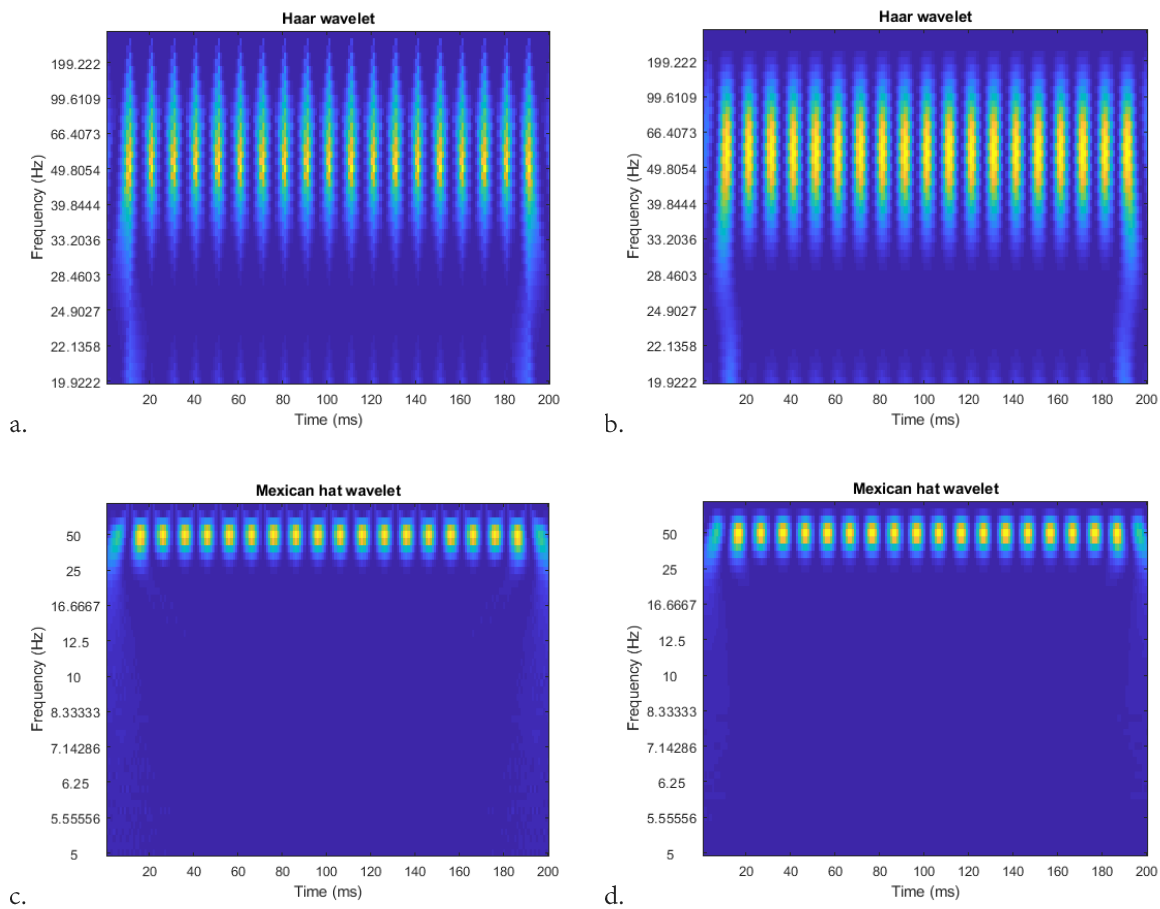 Haar wavelet
Frequency (Hz)
199.222
99.6109
66.4073
49.8054
39.8444
33.2036
28.4603
24.9027
22.1358
19.9222
20 40 60 80 100 120 140 160 180 200
Time (ms)
a.
Haar wavelet
Frequency (Hz)
199.222
99.6109
66.4073
49.8054
39.8444
33.2036
28.4603
24.9027
22.1358
19.9222
20 40 60 80 100 120 140 160 180 200
Time (ms)
b.
Mexican hat wavelet
Frequency (Hz)
50
25
16.6667
12.5
10
8.33333
7.14286
6.25
5.55556
5
20 40 60 80 100 120 140 160 180 200
Time (ms)
c.
Mexican hat wavelet
Frequency (Hz)
50
25
16.6667
12.5
10
8.33333
7.14286
6.25
5.55556
5
20 40 60 80 100 120 140 160 180 200
Time (ms)
d.